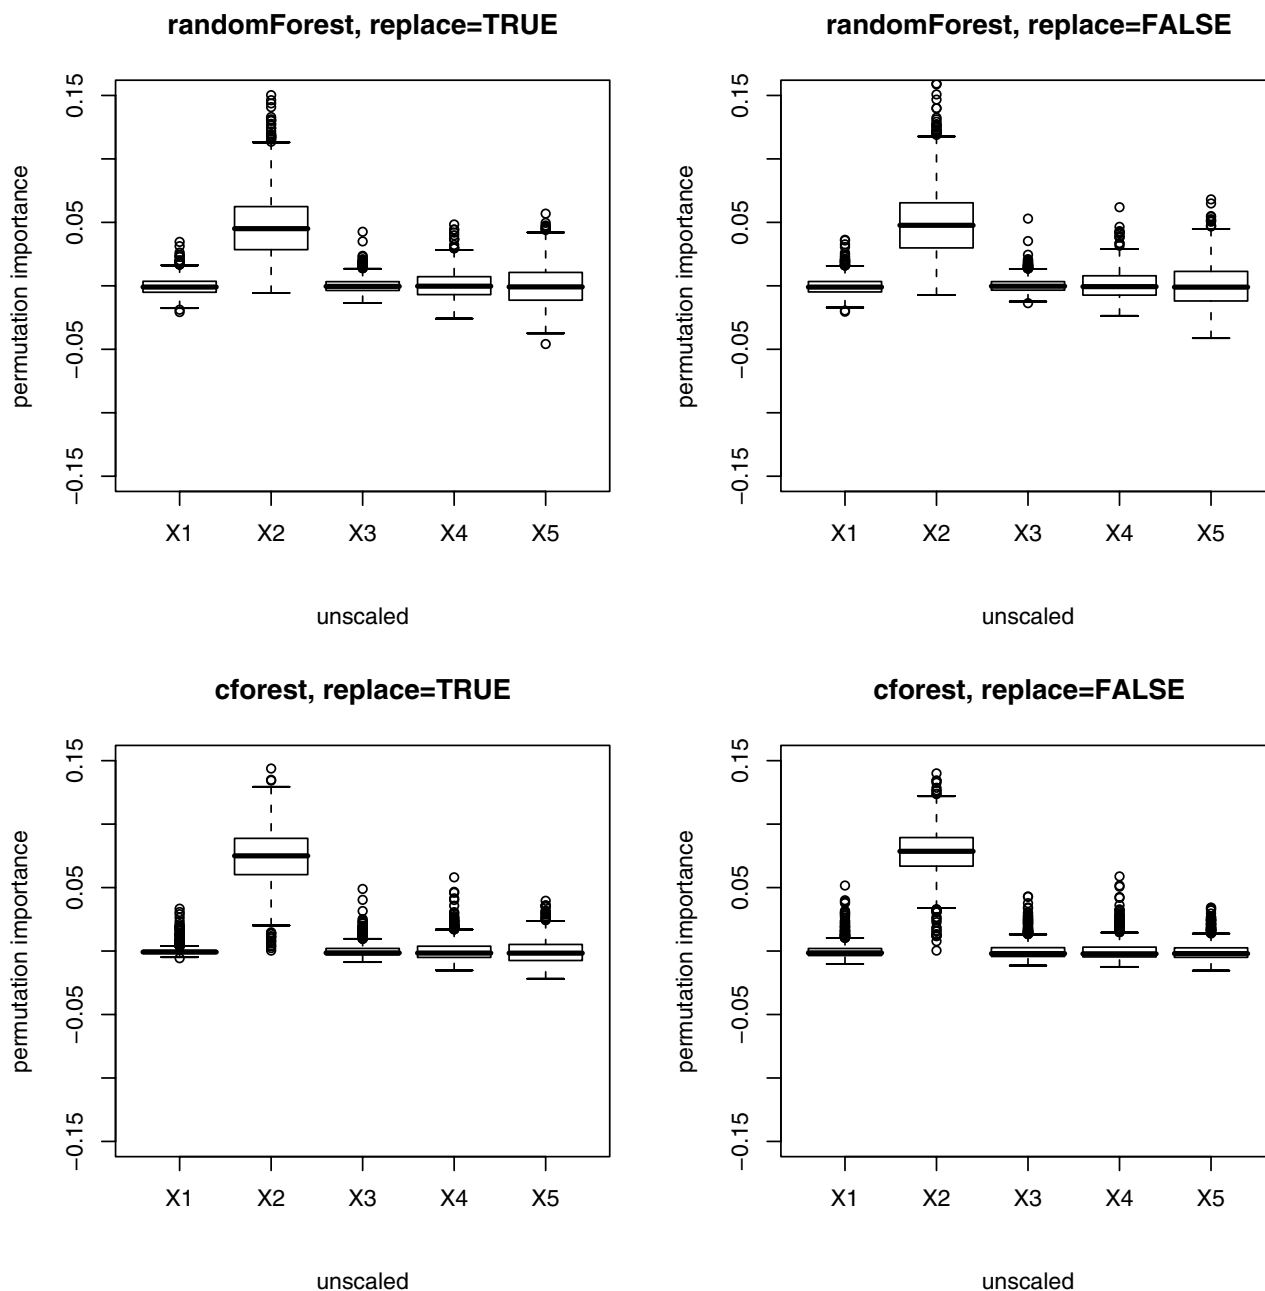 randomForest, replace=TRUE
permutation importance
0.15
0.05
−0.05
−0.15
X1 X2 X3 X4 X5
unscaled
randomForest, replace=FALSE
permutation importance
0.15
0.05
−0.05
−0.15
X1 X2 X3 X4 X5
unscaled
cforest, replace=TRUE
permutation importance
0.15
0.05
−0.05
−0.15
X1 X2 X3 X4 X5
unscaled
cforest, replace=FALSE
permutation importance
0.15
0.05
−0.05
−0.15
X1 X2 X3 X4 X5
unscaled